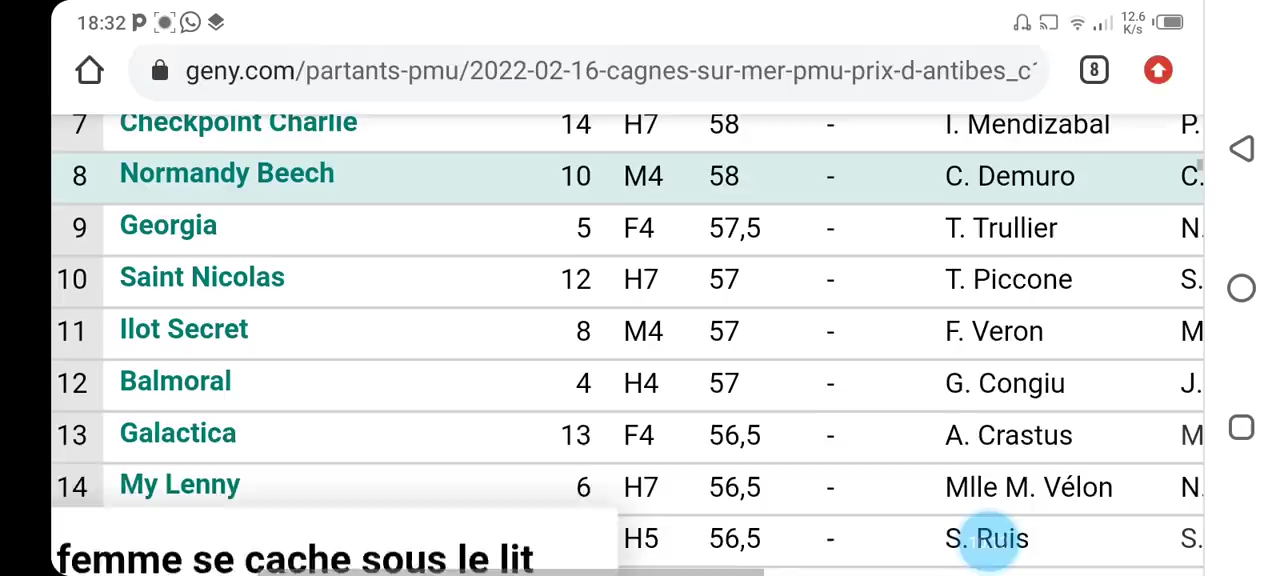 18:32 P 12.6 K/s
geny.com/partants-pmu/2022-02-16-cagnes-sur-mer-pmu-prix-d-antibes_c 8
7 Checkpoint Charlie 14 H7 58 - I. Mendizabal P.
8 Normandy Beech 10 M4 58 - C. Demuro C.
9 Georgia 5 F4 57,5 - T. Trullier N.
10 Saint Nicolas 12 H7 57 - T. Piccone S.
11 Ilot Secret 8 M4 57 - F. Veron M
12 Balmoral 4 H4 57 - G. Congiu J.
13 Galactica 13 F4 56,5 - A. Crastus M
14 My Lenny 6 H7 56,5 - Mlle M. Vélon N.
H5 56,5 - S. Ruis S.
femme se cache sous le lit